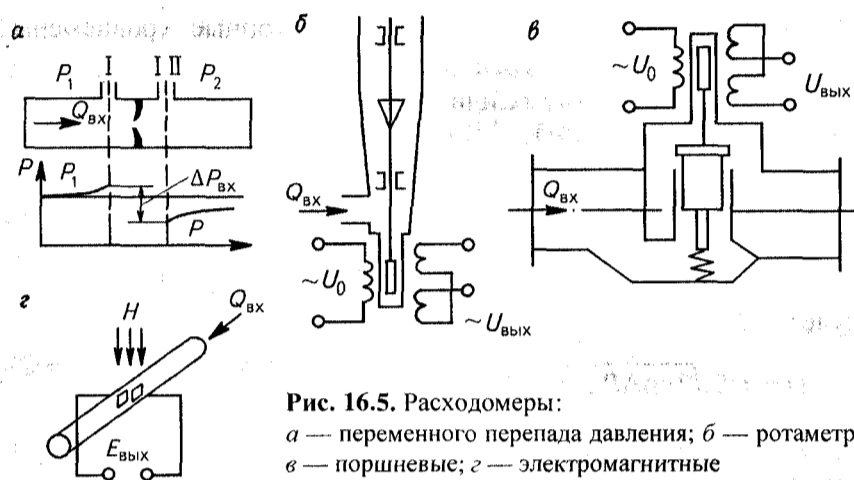 а
P₁ I I II P₂
Qвх
P
P₁
ΔPвх
P
б
Qвх
~U₀
~Uвых
в
~U₀
Uвых
Qвх
г
H
Qвх
Eвых
Рис. 16.5. Расходомеры:
а — переменного перепада давления; б — ротаметр
в — поршневые; г — электромагнитные